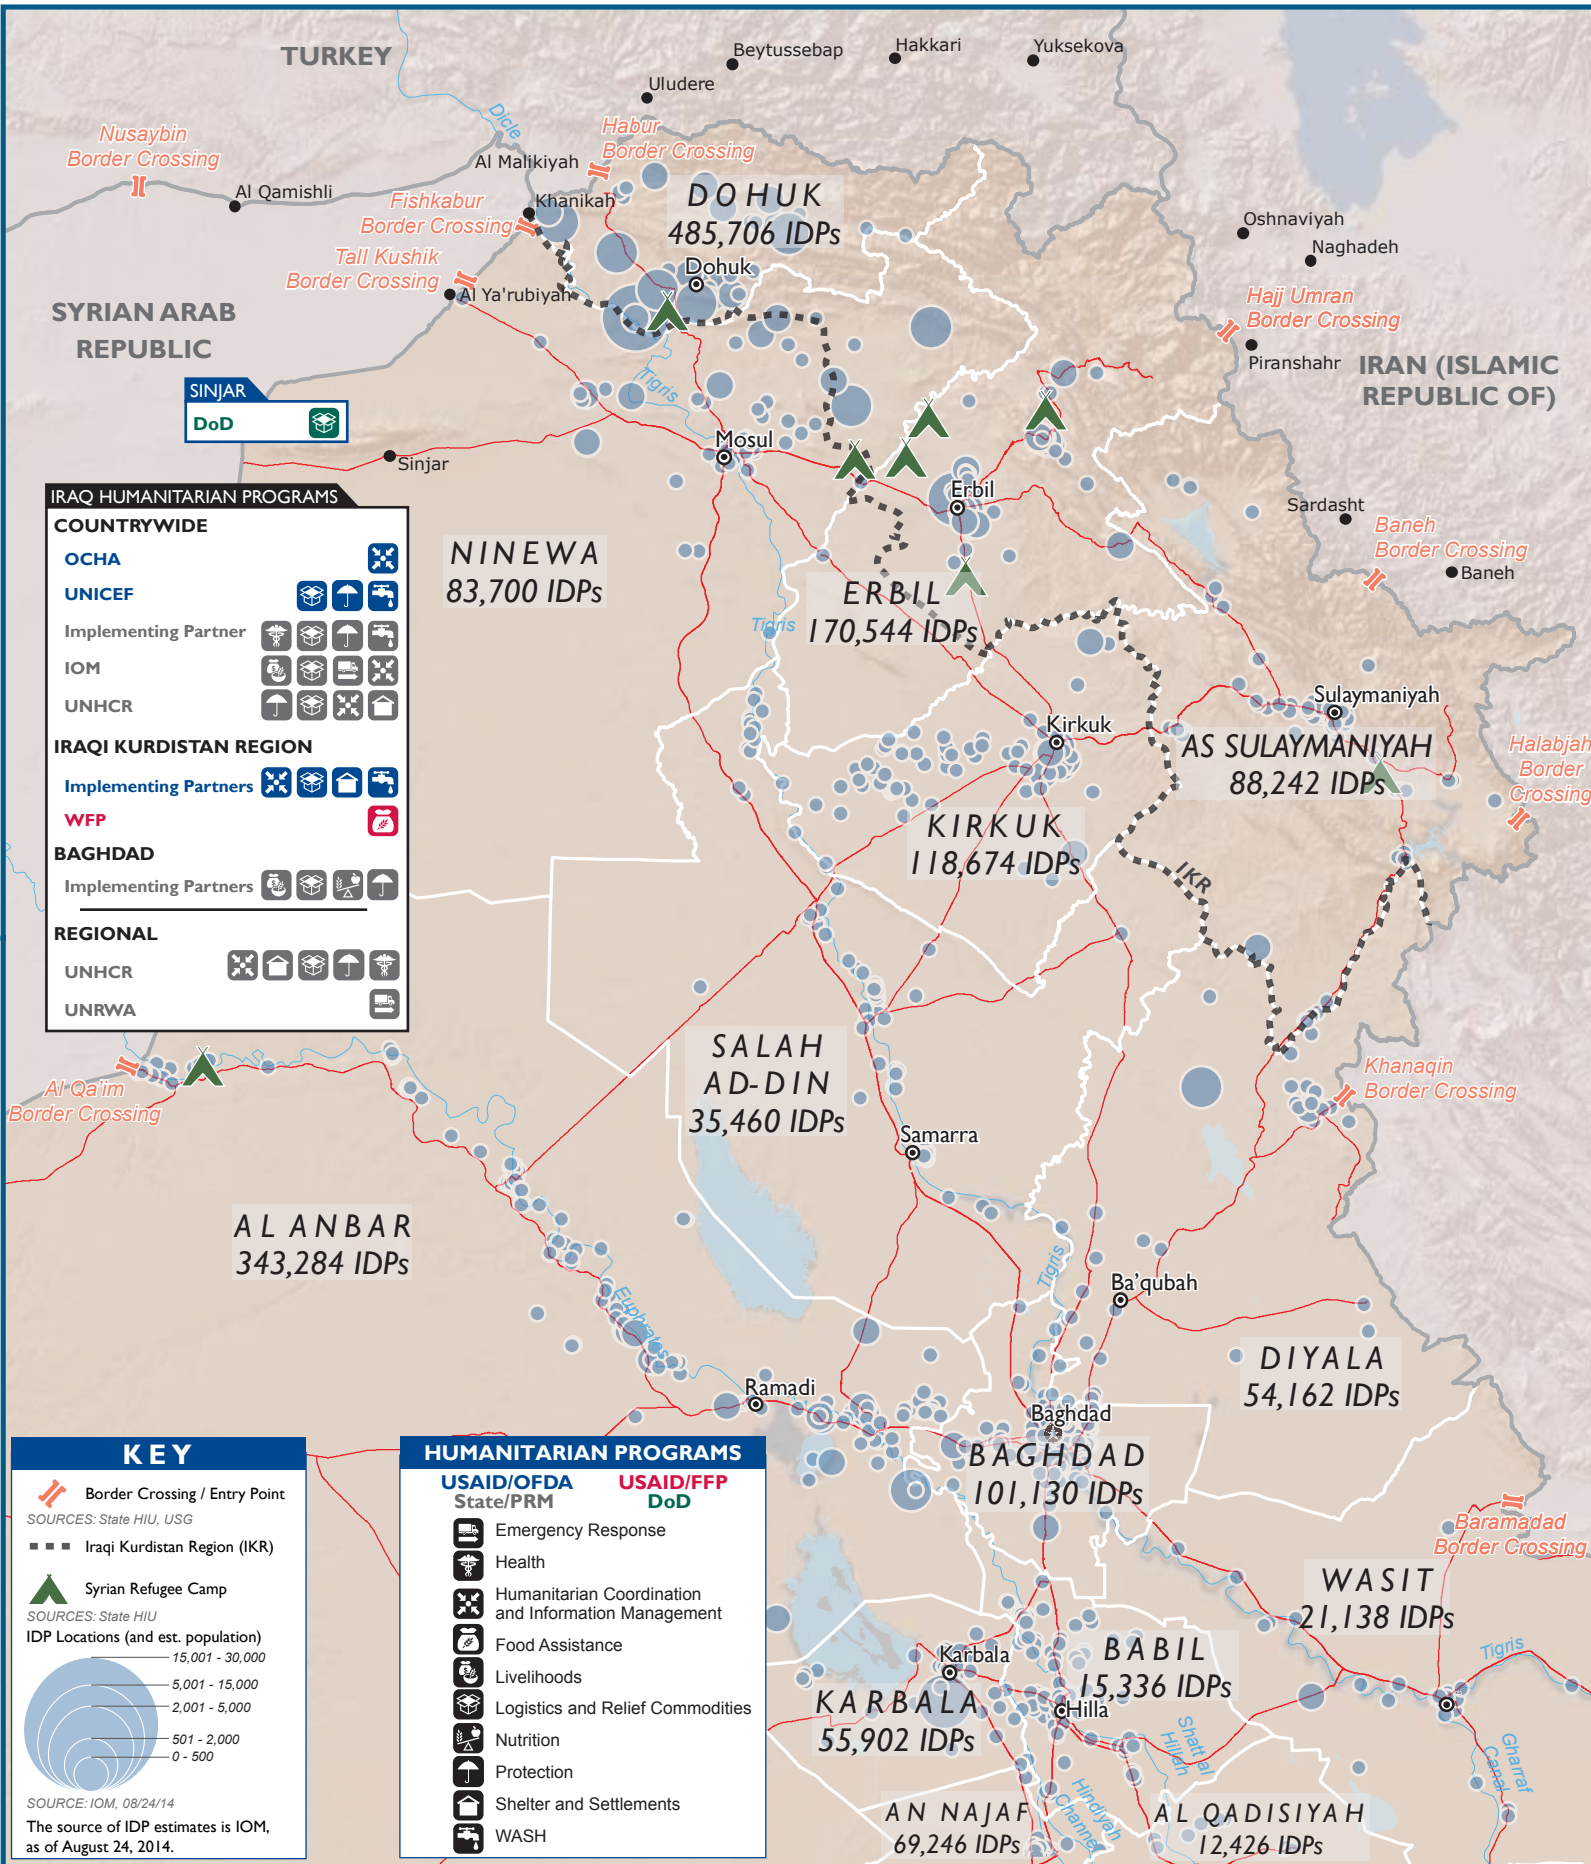 TURKEY
Beytussebap
Hakkari
Yuksekova
Uludere
Dicle
Nusaybin
Border Crossing
Habur
Border Crossing
Al Malikiyah
Al Qamishli
Khanikah
Fishkabur
Border Crossing
DOHUK
485,706 IDPs
Dohuk
Tall Kushik
Border Crossing
Al Ya'rubiyah
Oshnaviyah
Naghadeh
Hajj Umran
Border Crossing
Piranshahr
SYRIAN ARAB
REPUBLIC
IRAN (ISLAMIC
REPUBLIC OF)
SINJAR
DoD
Tigris
Mosul
Sinjar
Erbil
Sardasht
Baneh
Border Crossing
Baneh
IRAQ HUMANITARIAN PROGRAMS
COUNTRYWIDE
OCHA
UNICEF
Implementing Partner
IOM
UNHCR
IRAQI KURDISTAN REGION
Implementing Partners
WFP
BAGHDAD
Implementing Partners
REGIONAL
UNHCR
UNRWA
NINEWA
83,700 IDPs
ERBIL
170,544 IDPs
Tigris
Sulaymaniyah
Kirkuk
AS SULAYMANIYAH
88,242 IDPs
Halabjah
Border
Crossing
KIRKUK
118,674 IDPs
IKR
SALAH
AD-DIN
35,460 IDPs
Al Qa'im
Border Crossing
Khanaqin
Border Crossing
Samarra
AL ANBAR
343,284 IDPs
Tigris
Ba'qubah
Euphrates
DIYALA
54,162 IDPs
Ramadi
Baghdad
BAGHDAD
101,130 IDPs
Baramadad
Border Crossing
WASIT
21,138 IDPs
Tigris
Karbala
BABIL
15,336 IDPs
KARBALA
55,902 IDPs
Hilla
Shatt al
Hillah
Gharraf
Canal
Hindiyah
Channel
AN NAJAF
69,246 IDPs
AL QADISIYAH
12,426 IDPs
KEY
Border Crossing / Entry Point
SOURCES: State HIU, USG
Iraqi Kurdistan Region (IKR)
Syrian Refugee Camp
SOURCES: State HIU
IDP Locations (and est. population)
15,001 - 30,000
5,001 - 15,000
2,001 - 5,000
501 - 2,000
0 - 500
SOURCE: IOM, 08/24/14
The source of IDP estimates is IOM,
as of August 24, 2014.
HUMANITARIAN PROGRAMS
USAID/OFDA USAID/FFP
State/PRM DoD
Emergency Response
Health
Humanitarian Coordination
and Information Management
Food Assistance
Livelihoods
Logistics and Relief Commodities
Nutrition
Protection
Shelter and Settlements
WASH